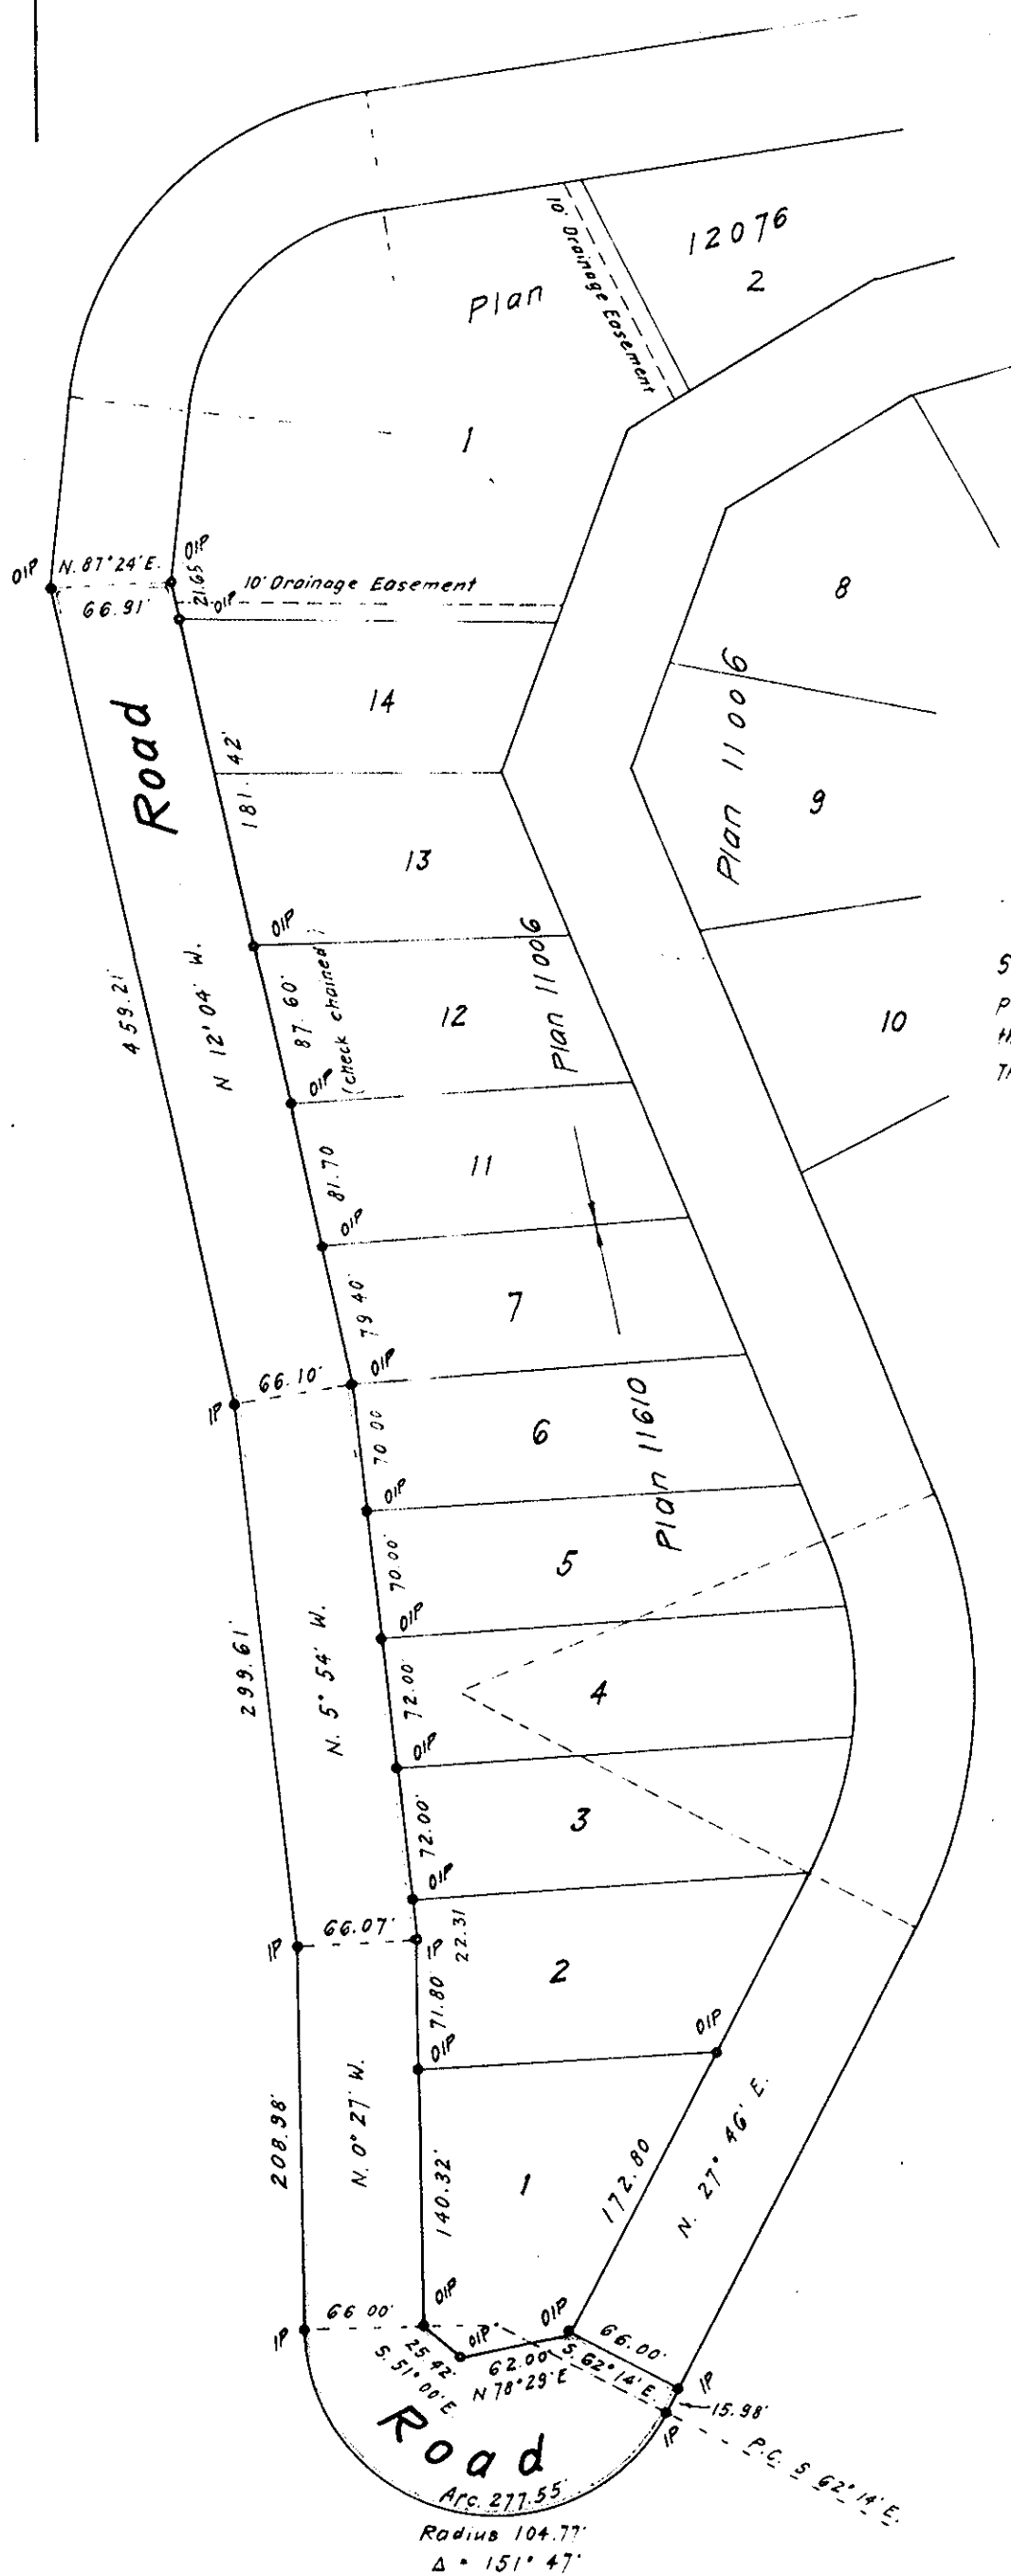 12076
2
10' Drainage Easement
Plan
1
OIP
N. 87° 24' E.
OIP
66.91'
21.65'
10' Drainage Easement
OIP
8
14
Road
Plan 11006
181.42'
9
13
OIP
N 12° 04' W.
459.21'
87.60'
(check chained)
12
Plan 11006
10
OIP
11
81.70
OIP
79.40'
7
66.10'
OIP
IP
70.00
6
Plan 11610
OIP
70.00'
5
OIP
299.61'
N. 5° 54' W.
72.00'
4
OIP
72.00'
3
OIP
66.07'
22.31
IP
IP
71.80
2
OIP
OIP
208.98'
N. 0° 27' W.
140.32'
1
172.80
N. 27° 46' E.
OIP
66.00'
IP
OIP
OIP
25.42'
S. 51° 00' E.
62.00'
N 78° 29' E
66.00'
S. 62° 14' E.
IP
15.98'
IP
P.C. S 62° 14' E.
Road
Arc. 277.55'
Radius 104.77'
Δ = 151° 47'